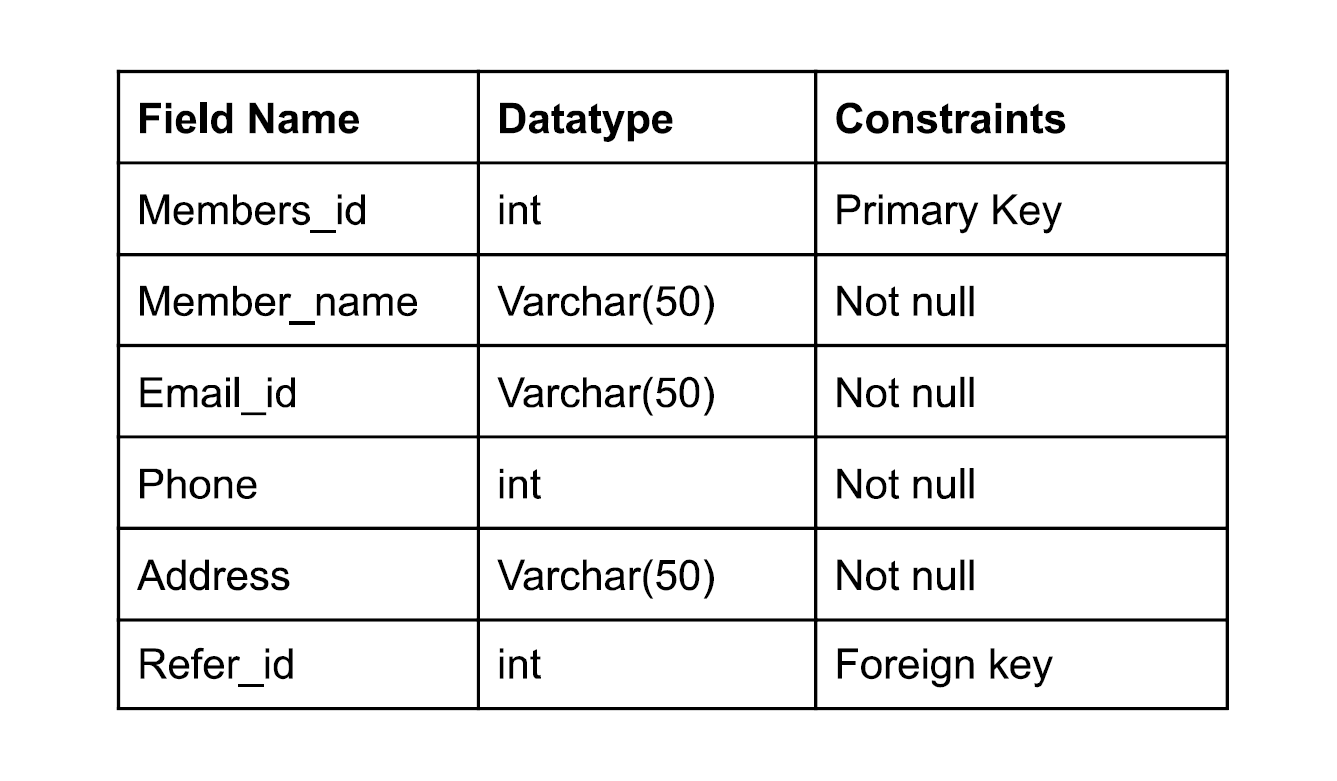 Field Name Datatype Constraints
Members_id int Primary Key
Member_name Varchar(50) Not null
Email_id Varchar(50) Not null
Phone int Not null
Address Varchar(50) Not null
Refer_id int Foreign key